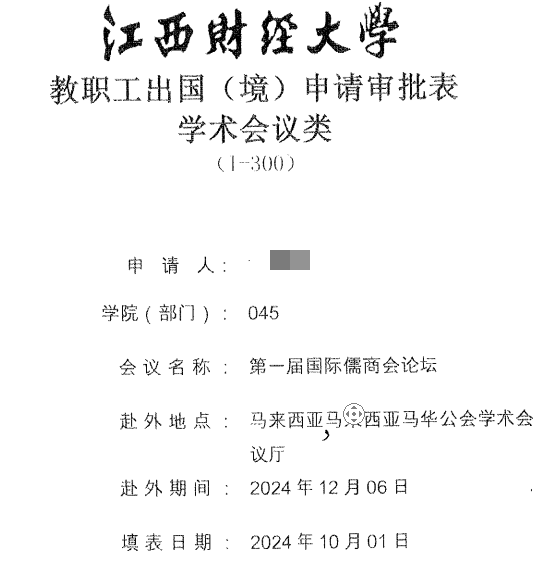 江西财经大学
教职工出国（境）申请审批表
学术会议类
（1-300）
申 请 人：
学院（部门）： 045
会议名称： 第一届国际儒商会论坛
赴外地点： 马来西亚,马来西亚马华公会学术会
议厅
赴外期间： 2024 年 12 月 06 日
填表日期： 2024 年 10 月 01 日